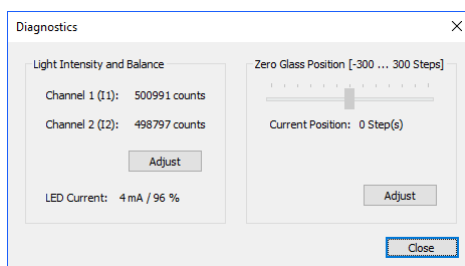 Diagnostics
Light Intensity and Balance
Channel 1 (I1): 500991 counts
Channel 2 (I2): 498797 counts
Adjust
LED Current: 4 mA / 96 %
Zero Glass Position [-300 ... 300 Steps]
Current Position: 0 Step(s)
Adjust
Close